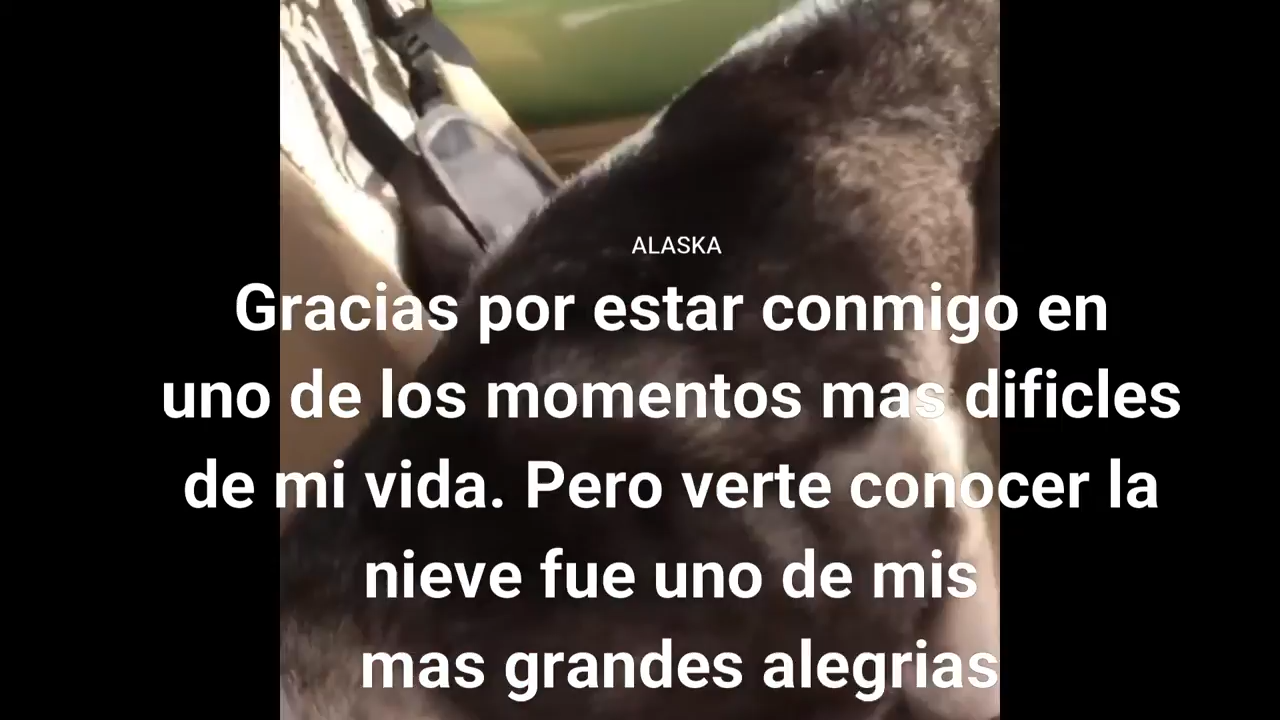 ALASKA
Gracias por estar conmigo en
uno de los momentos mas dificles
de mi vida. Pero verte conocer la
nieve fue uno de mis
mas grandes alegrias